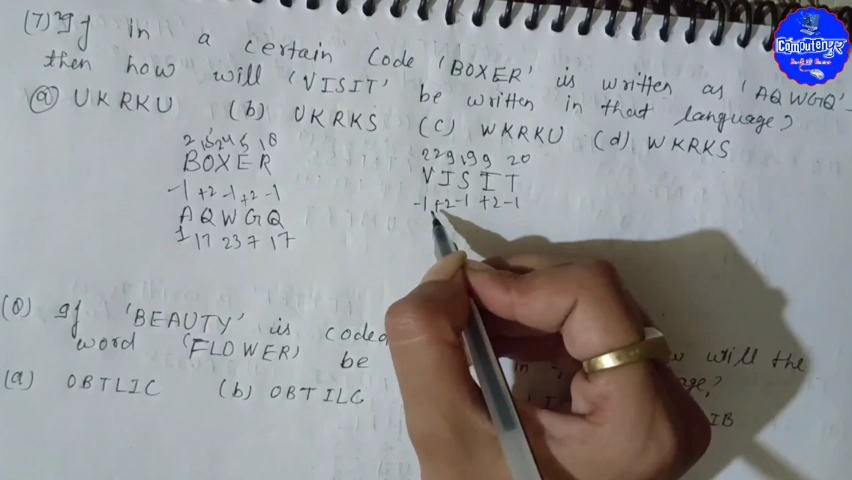 (7) If in a certain Code 'BOXER' is written as 'AQWGQ'
then how will 'VISIT' be written in that language?
(a) UKRKU (b) UKRKS (c) WKRKU (d) WKRKS
2 15 24 5 18
BOXER
-1 +2 -1 +2 -1
AQWGQ
1 17 23 7 17
22 9 19 9 20
VISIT
-1 +2 -1 +2 -1
If 'BEAUTY' is coded
word (FLOWER) be
will the
(a) OBTLIC (b) OBTILC
IB
Computenzr